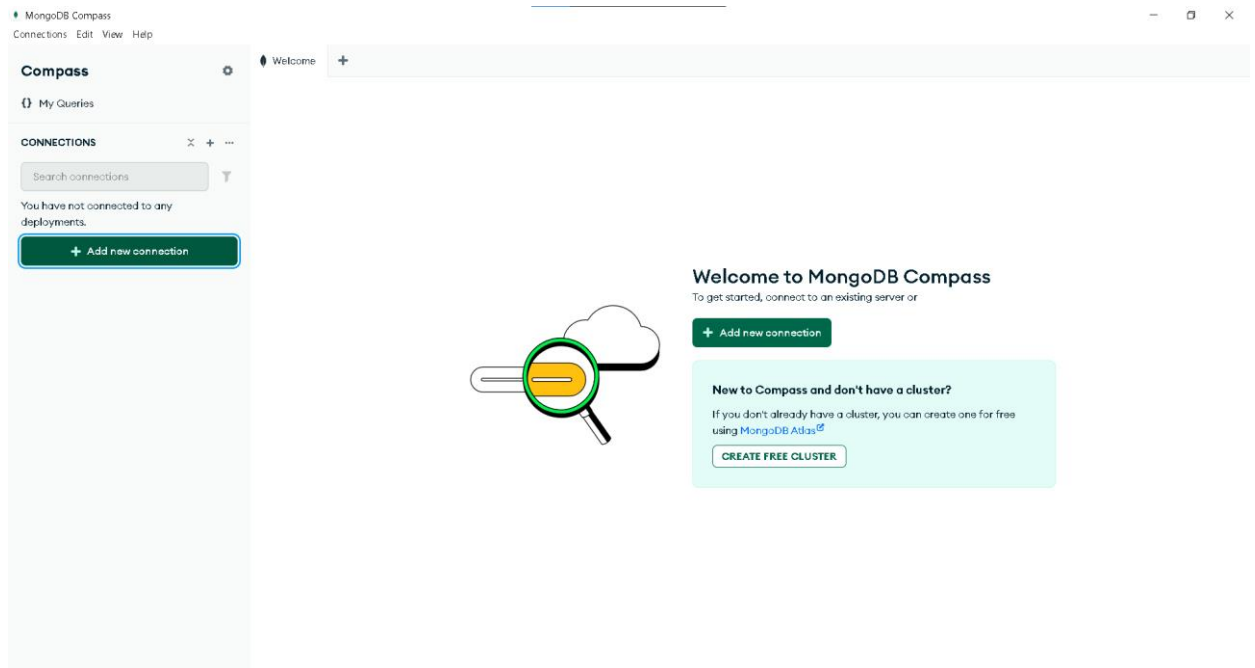 MongoDB Compass
Connections Edit View Help
Compass
{} My Queries
CONNECTIONS
Search connections
You have not connected to any
deployments.
+ Add new connection
Welcome
Welcome to MongoDB Compass
To get started, connect to an existing server or
+ Add new connection
New to Compass and don't have a cluster?
If you don't already have a cluster, you can create one for free
using MongoDB Atlas
CREATE FREE CLUSTER